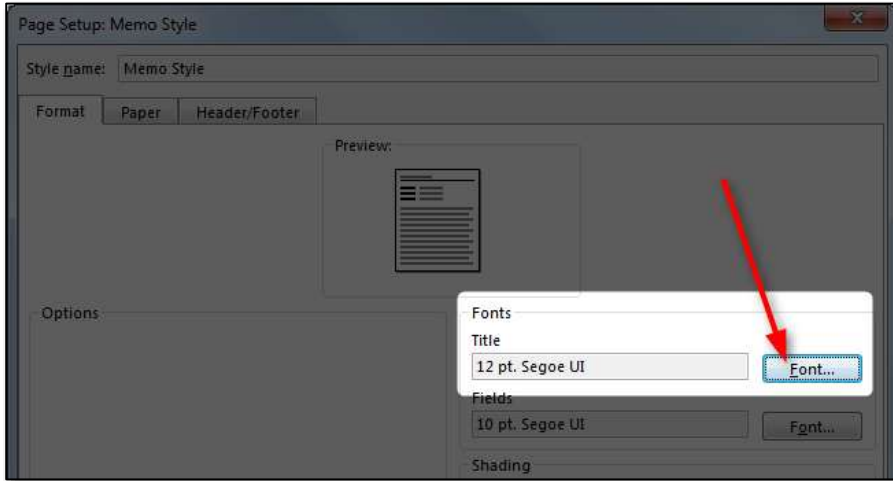 Page Setup: Memo Style
Style name: Memo Style
Format Paper Header/Footer
Preview:
Options
Fonts
Title
12 pt. Segoe UI Font...
Fields
10 pt. Segoe UI Font...
Shading